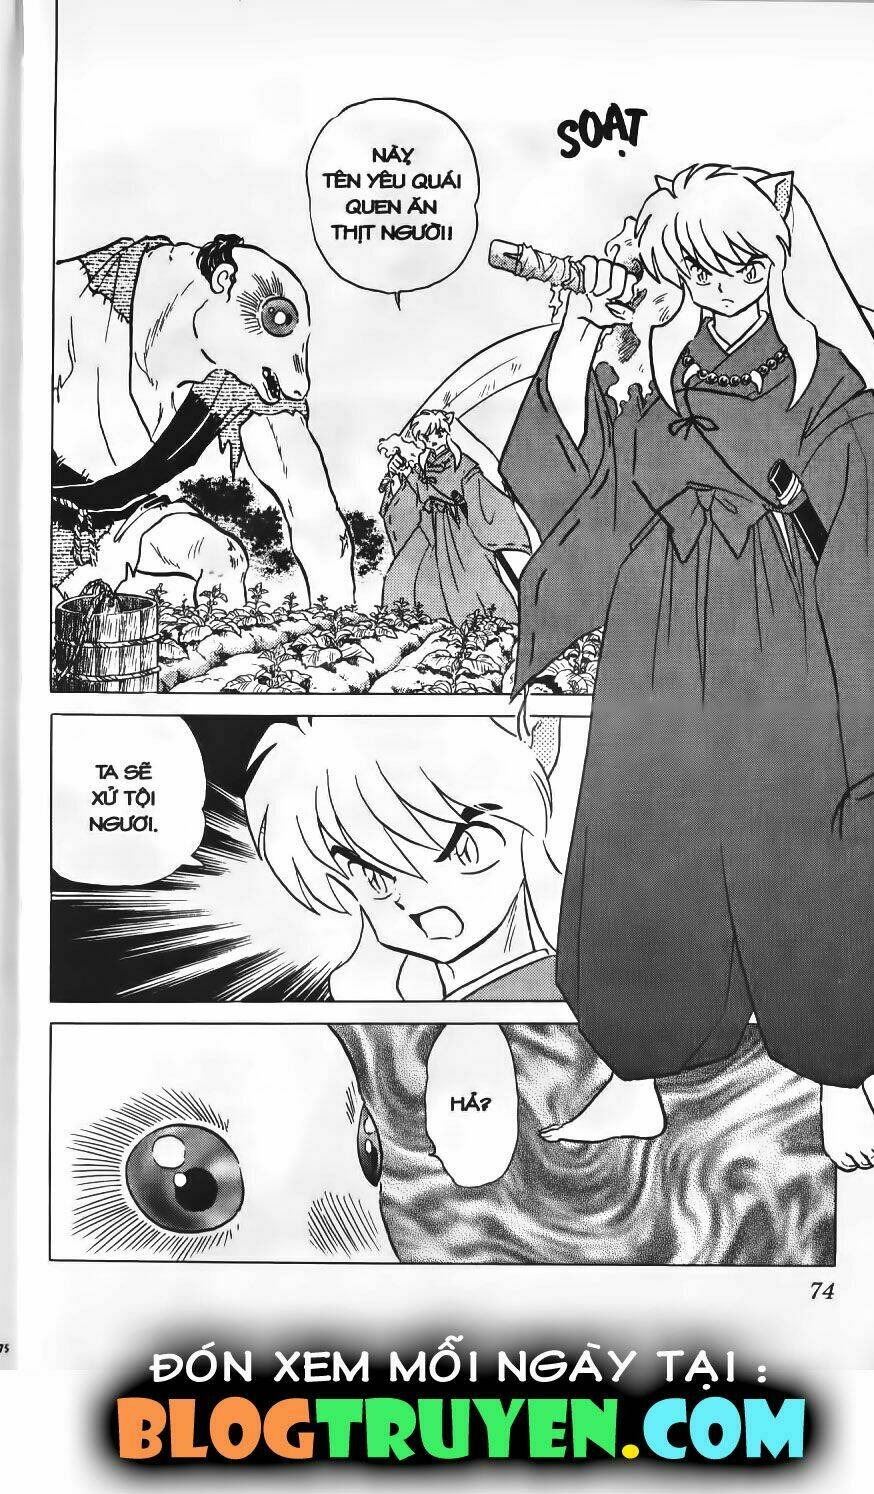 SOẠT
NÀY,
TÊN YÊU QUÁI
QUEN ĂN
THỊT NGƯỜI!
TA SẼ
XỬ TỘI
NGƯƠI.
HẢ?
74
75
ĐÓN XEM MỖI NGÀY TẠI :
BLOGTRUYEN.COM